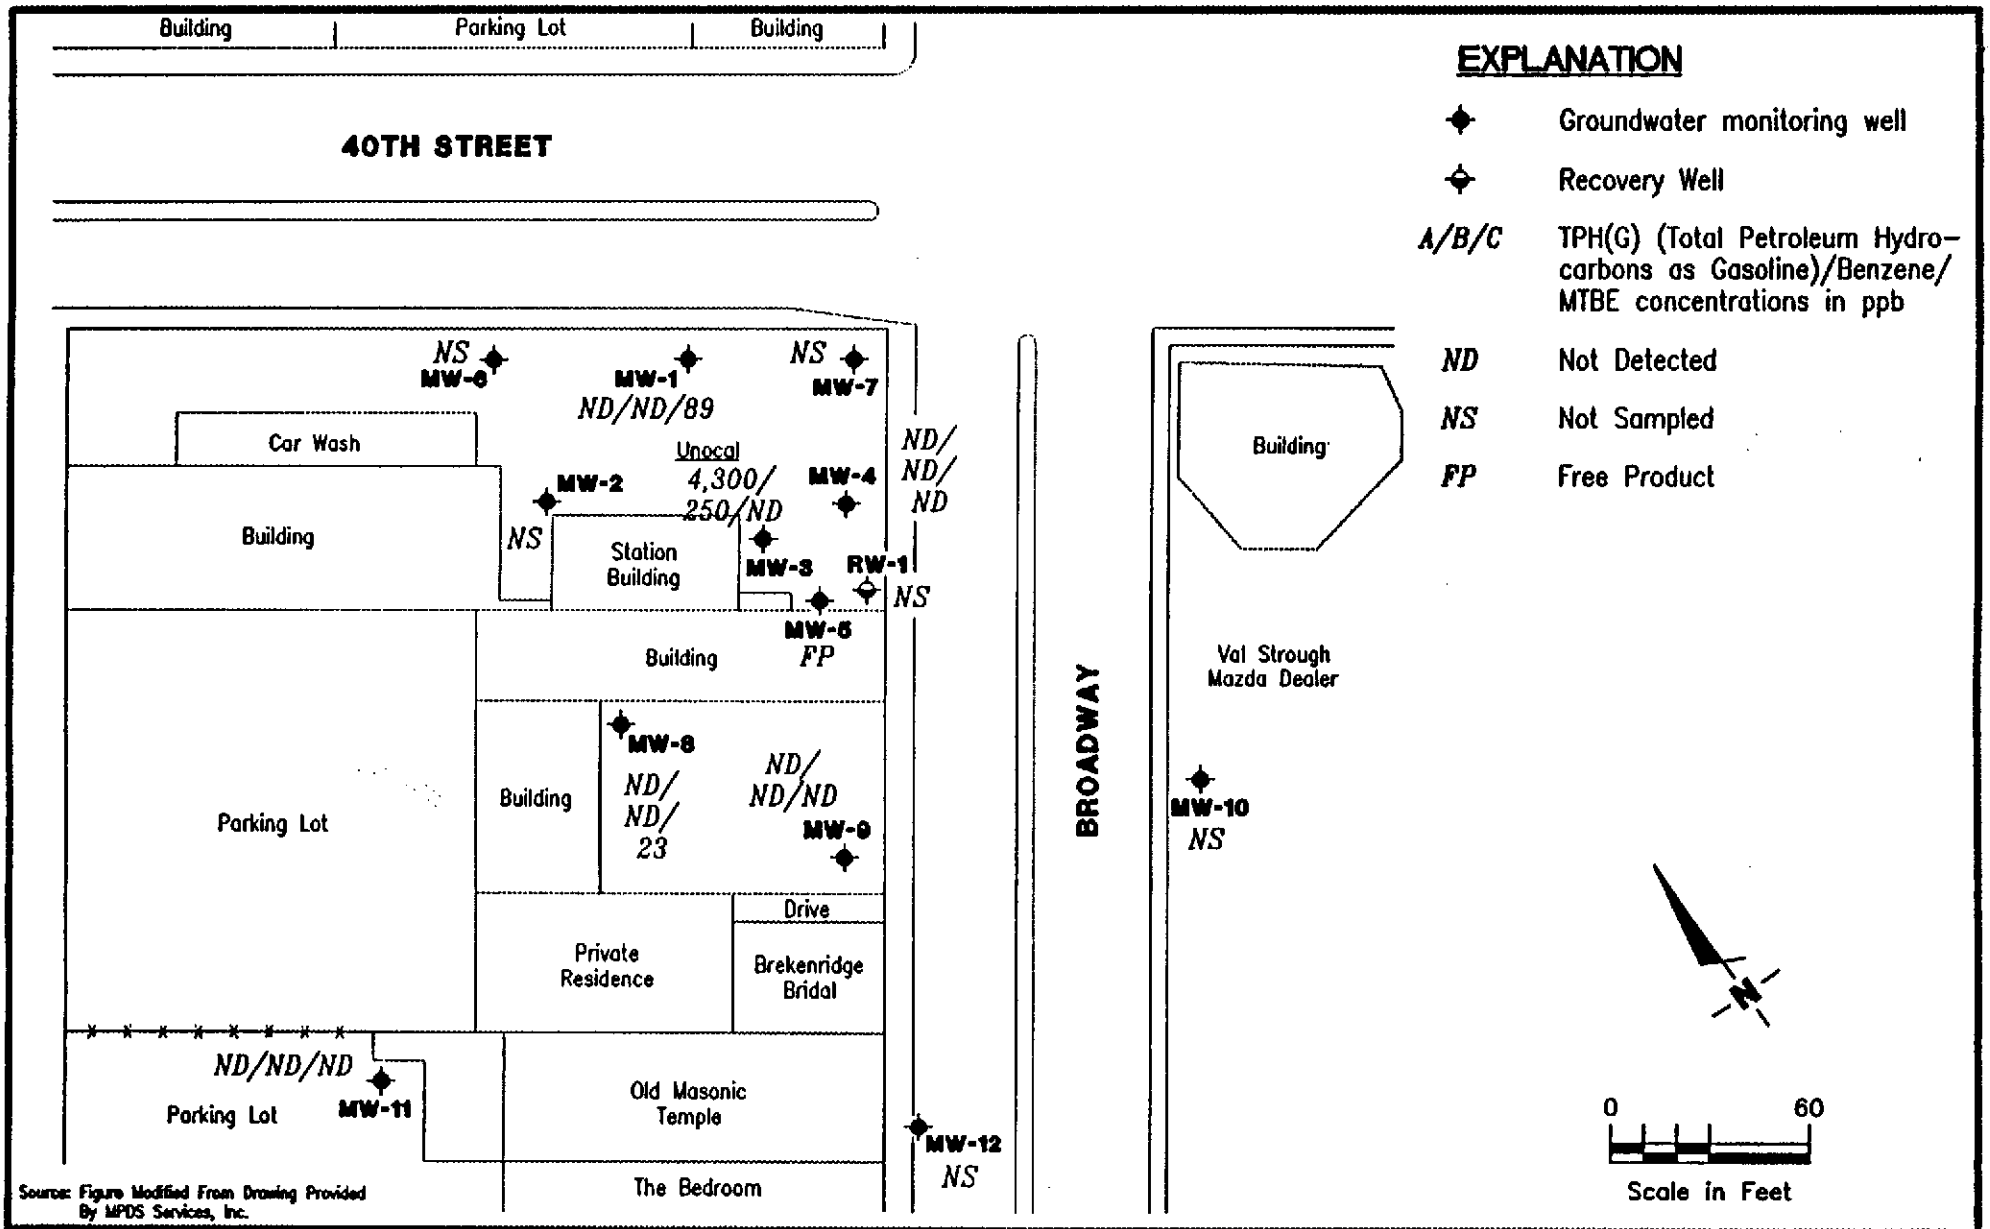 Building
Parking Lot
Building
EXPLANATION
Groundwater monitoring well
Recovery Well
A/B/C
TPH(G) (Total Petroleum Hydro-
carbons as Gasoline)/Benzene/
MTBE concentrations in ppb
ND
Not Detected
NS
Not Sampled
FP
Free Product
40TH STREET
NS
MW-6
MW-1
ND/ND/89
NS
MW-7
Car Wash
Unocal
4,300/
250/ND
MW-4
ND/
ND/
ND
Building
MW-2
NS
Building
Station
Building
MW-3
RW-1
NS
MW-5
FP
Building
Val Strough
Mazda Dealer
BROADWAY
MW-8
ND/
ND/
23
ND/
ND/ND
MW-9
Building
Parking Lot
MW-10
NS
Drive
Private
Residence
Brekenridge
Bridal
N
ND/ND/ND
MW-11
Parking Lot
Old Masonic
Temple
MW-12
NS
The Bedroom
0
60
Scale in Feet
Source: Figure Modified From Drawing Provided
By MPDS Services, Inc.